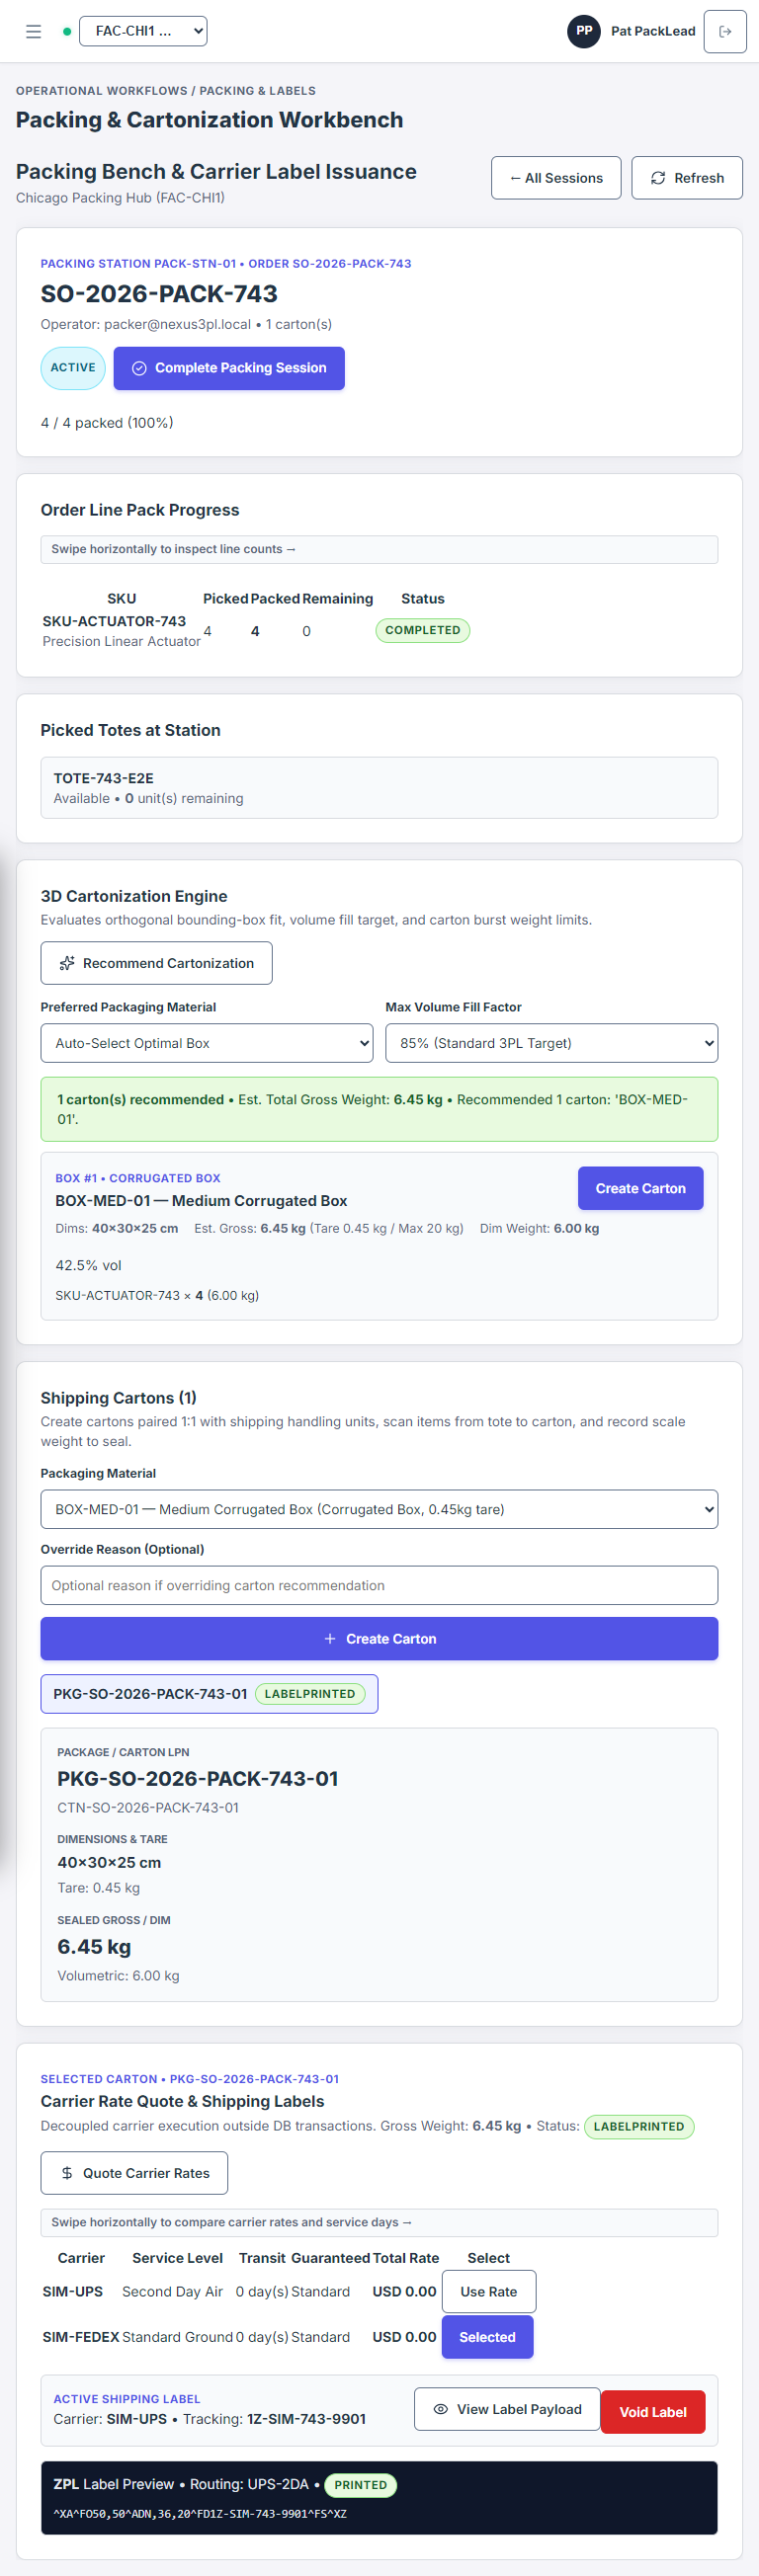 FAC-CHI1 ...
PP
Pat PackLead
OPERATIONAL WORKFLOWS / PACKING & LABELS
Packing & Cartonization Workbench
Packing Bench & Carrier Label Issuance
Chicago Packing Hub (FAC-CHI1)
← All Sessions
Refresh
PACKING STATION PACK-STN-01 • ORDER SO-2026-PACK-743
SO-2026-PACK-743
Operator: packer@nexus3pl.local • 1 carton(s)
ACTIVE
Complete Packing Session
4 / 4 packed (100%)
Order Line Pack Progress
Swipe horizontally to inspect line counts →
SKU Picked Packed Remaining Status
SKU-ACTUATOR-743
Precision Linear Actuator
4 4 0 COMPLETED
Picked Totes at Station
TOTE-743-E2E
Available • 0 unit(s) remaining
3D Cartonization Engine
Evaluates orthogonal bounding-box fit, volume fill target, and carton burst weight limits.
Recommend Cartonization
Preferred Packaging Material
Auto-Select Optimal Box
Max Volume Fill Factor
85% (Standard 3PL Target)
1 carton(s) recommended • Est. Total Gross Weight: 6.45 kg • Recommended 1 carton: 'BOX-MED-
01'.
BOX #1 • CORRUGATED BOX
BOX-MED-01 — Medium Corrugated Box
Create Carton
Dims: 40×30×25 cm Est. Gross: 6.45 kg (Tare 0.45 kg / Max 20 kg) Dim Weight: 6.00 kg
42.5% vol
SKU-ACTUATOR-743 × 4 (6.00 kg)
Shipping Cartons (1)
Create cartons paired 1:1 with shipping handling units, scan items from tote to carton, and record scale
weight to seal.
Packaging Material
BOX-MED-01 — Medium Corrugated Box (Corrugated Box, 0.45kg tare)
Override Reason (Optional)
Optional reason if overriding carton recommendation
+ Create Carton
PKG-SO-2026-PACK-743-01 LABELPRINTED
PACKAGE / CARTON LPN
PKG-SO-2026-PACK-743-01
CTN-SO-2026-PACK-743-01
DIMENSIONS & TARE
40×30×25 cm
Tare: 0.45 kg
SEALED GROSS / DIM
6.45 kg
Volumetric: 6.00 kg
SELECTED CARTON • PKG-SO-2026-PACK-743-01
Carrier Rate Quote & Shipping Labels
Decoupled carrier execution outside DB transactions. Gross Weight: 6.45 kg • Status: LABELPRINTED
$ Quote Carrier Rates
Swipe horizontally to compare carrier rates and service days →
Carrier Service Level Transit Guaranteed Total Rate Select
SIM-UPS Second Day Air 0 day(s) Standard USD 0.00 Use Rate
SIM-FEDEX Standard Ground 0 day(s) Standard USD 0.00 Selected
ACTIVE SHIPPING LABEL
Carrier: SIM-UPS • Tracking: 1Z-SIM-743-9901
View Label Payload
Void Label
ZPL Label Preview • Routing: UPS-2DA • PRINTED
^XA^FO50,50^ADN,36,20^FD1Z-SIM-743-9901^FS^XZ